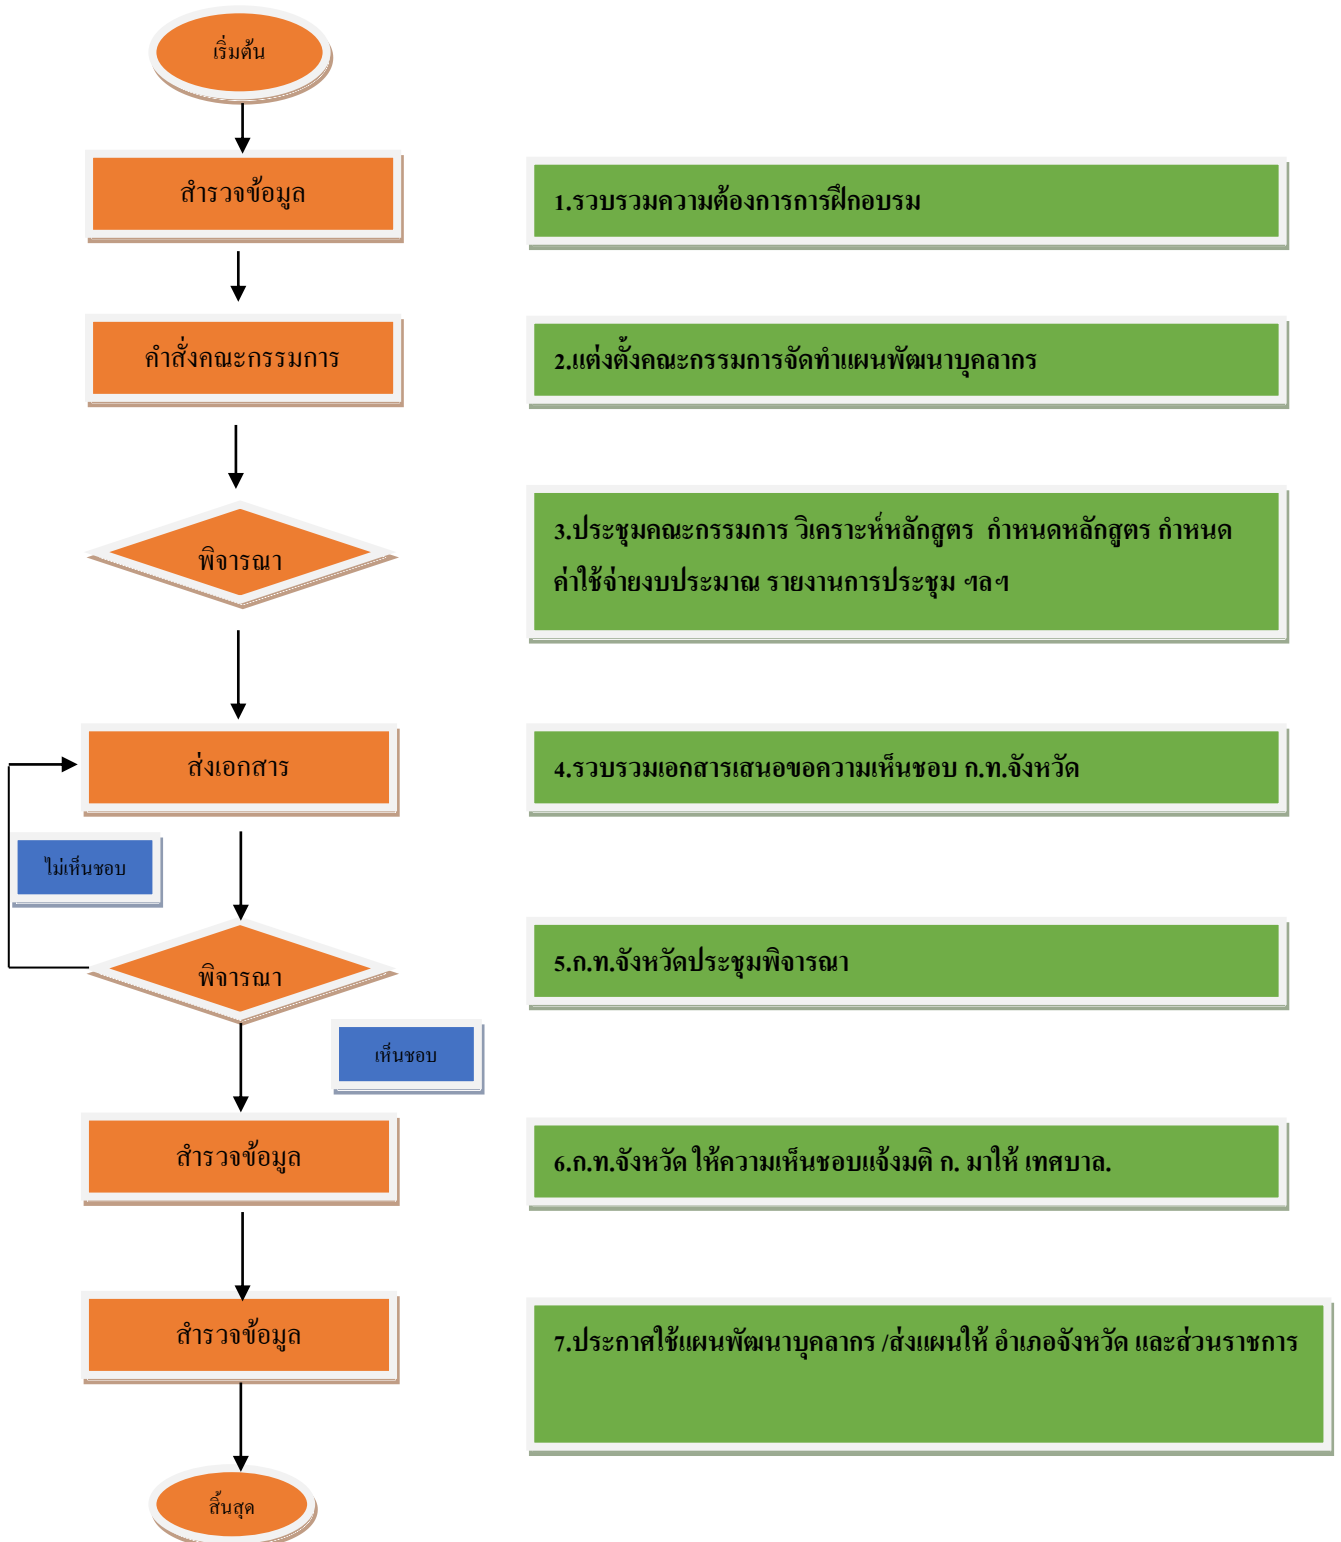 เริ่มต้น
สำรวจข้อมูล
1.รวบรวมความต้องการการฝึกอบรม
คำสั่งคณะกรรมการ
2.แต่งตั้งคณะกรรมการจัดทำแผนพัฒนาบุคลากร
พิจารณา
3.ประชุมคณะกรรมการ วิเคราะห์หลักสูตร กำหนดหลักสูตร กำหนด
ค่าใช้จ่ายงบประมาณ รายงานการประชุม ฯลฯ
ส่งเอกสาร
4.รวบรวมเอกสารเสนอขอความเห็นชอบ ก.ท.จังหวัด
ไม่เห็นชอบ
พิจารณา
5.ก.ท.จังหวัดประชุมพิจารณา
เห็นชอบ
สำรวจข้อมูล
6.ก.ท.จังหวัด ให้ความเห็นชอบแจ้งมติ ก. มาให้ เทศบาล.
สำรวจข้อมูล
7.ประกาศใช้แผนพัฒนาบุคลากร /ส่งแผนให้ อำเภอจังหวัด และส่วนราชการ
สิ้นสุด